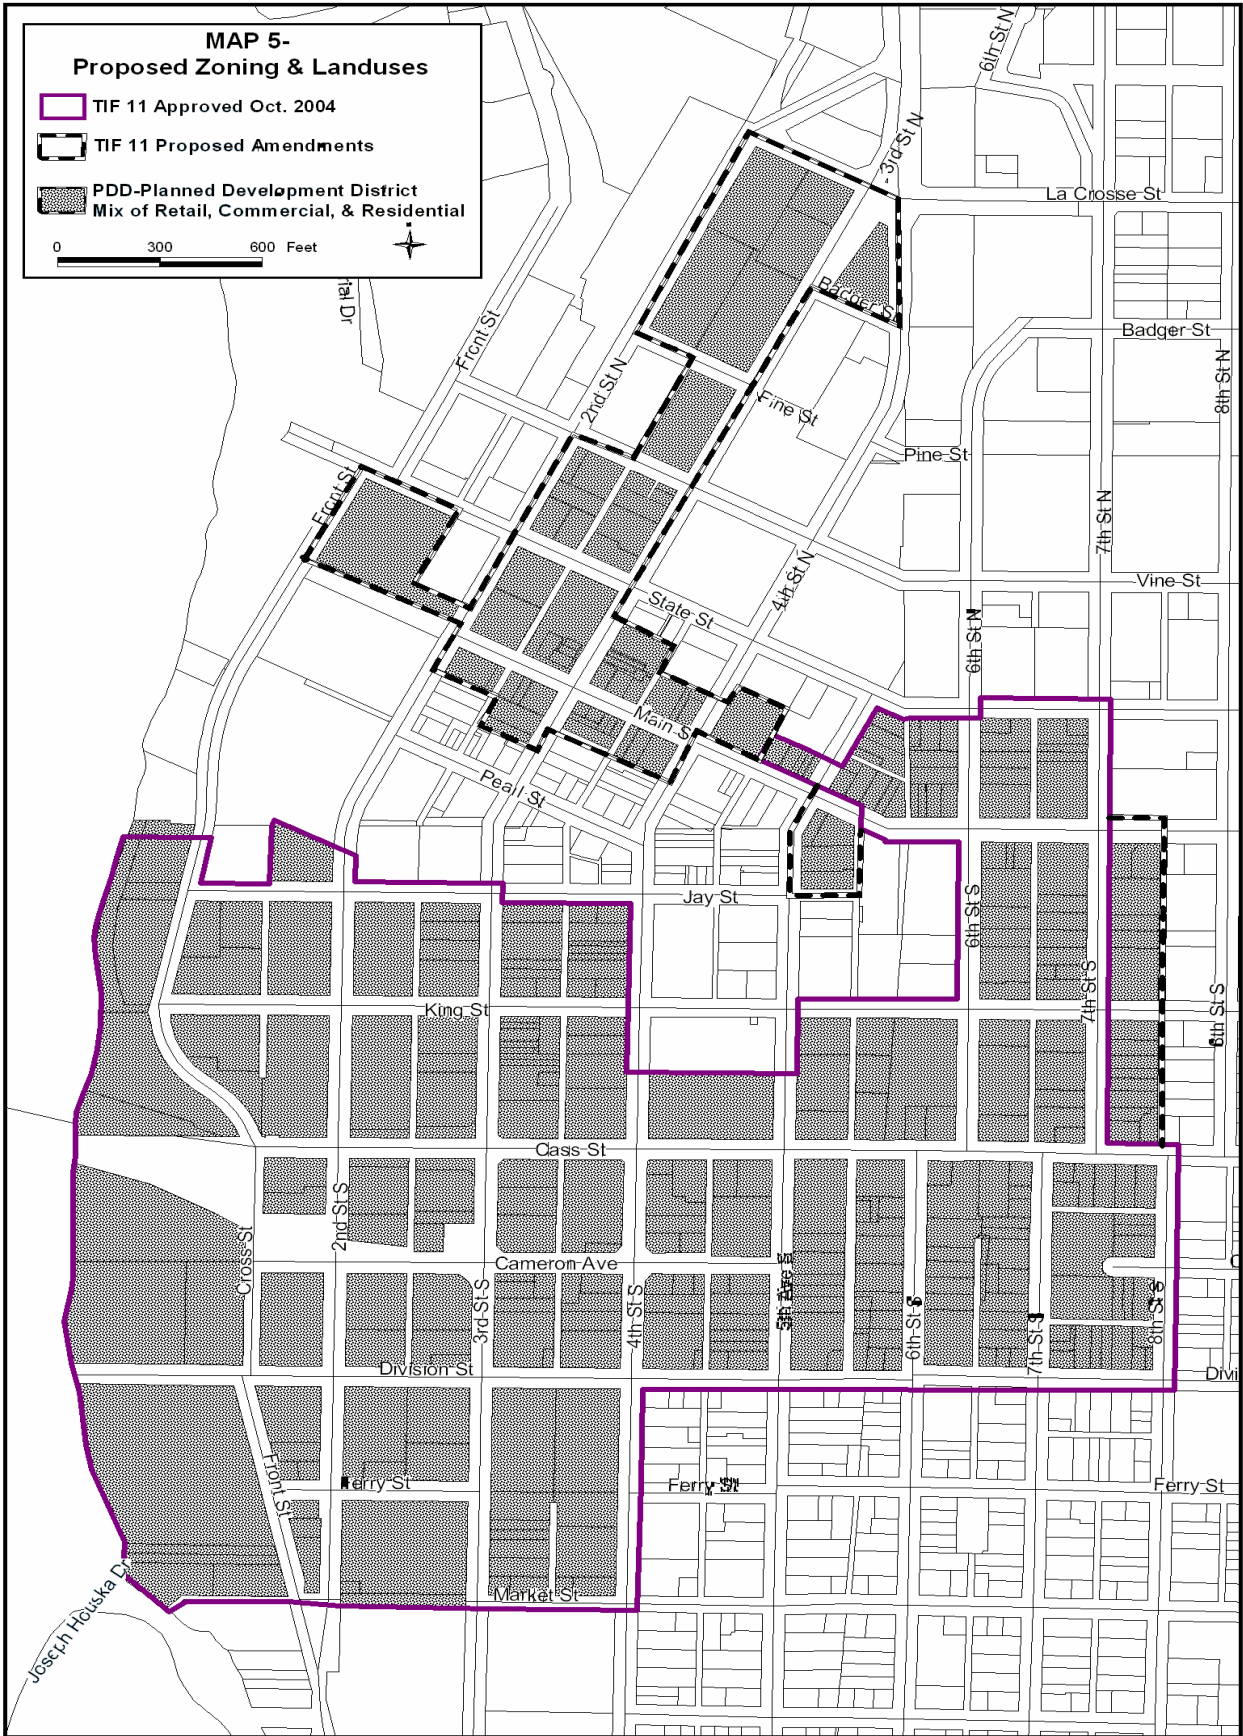 MAP 5-
Proposed Zoning & Landuses
TIF 11 Approved Oct. 2004
TIF 11 Proposed Amendments
PDD-Planned Development District
Mix of Retail, Commercial, & Residential
0 300 600 Feet
6th St N
3rd St N
La Crosse St
rial Dr
Badger St
Badger St
Front St
8th St N
2nd St N
Pine St
Pine St
Front St
7th St N
4th St N
Vine St
State St
6th St N
Main S
Pearl St
Jay St
6th St S
7th St S
King St
6th St S
Cass St
2nd St S
Cross St
Cameron Ave
C
5th Ave
3rd St S
4th St S
6th St S
7th St S
8th St S
Division St
Divi
Front St
Ferry St
Ferry St
Ferry St
Market St
Joseph Houska Dr